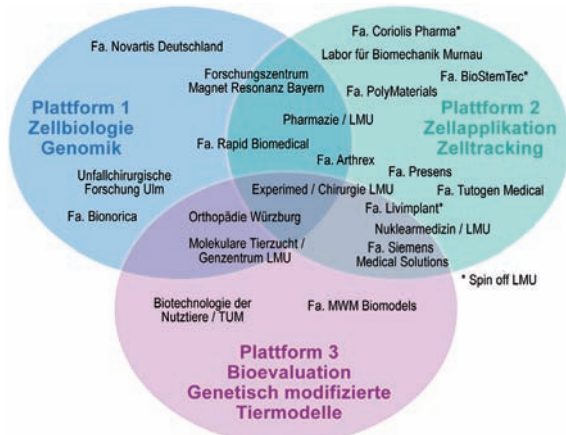 Fa. Novartis Deutschland
Fa. Coriolis Pharma*
Labor für Biomechanik Murnau
Forschungszentrum
Magnet Resonanz Bayern
Fa. BioStemTec*
Fa. PolyMaterials
Plattform 1
Zellbiologie
Genomik
Pharmazie / LMU
Plattform 2
Zellapplikation
Zelltracking
Fa. Rapid Biomedical
Fa. Arthrex
Unfallchirurgische
Forschung Ulm
Fa. Presens
Experimed / Chirurgie LMU
Fa. Tutogen Medical
Fa. Bionorica
Orthopädie Würzburg
Fa. Livimplant*
Nuklearmedizin / LMU
Molekulare Tierzucht /
Genzentrum LMU
Fa. Siemens
Medical Solutions
* Spin off LMU
Biotechnologie der
Nutztiere / TUM
Fa. MWM Biomodels
Plattform 3
Bioevaluation
Genetisch modifizierte
Tiermodelle